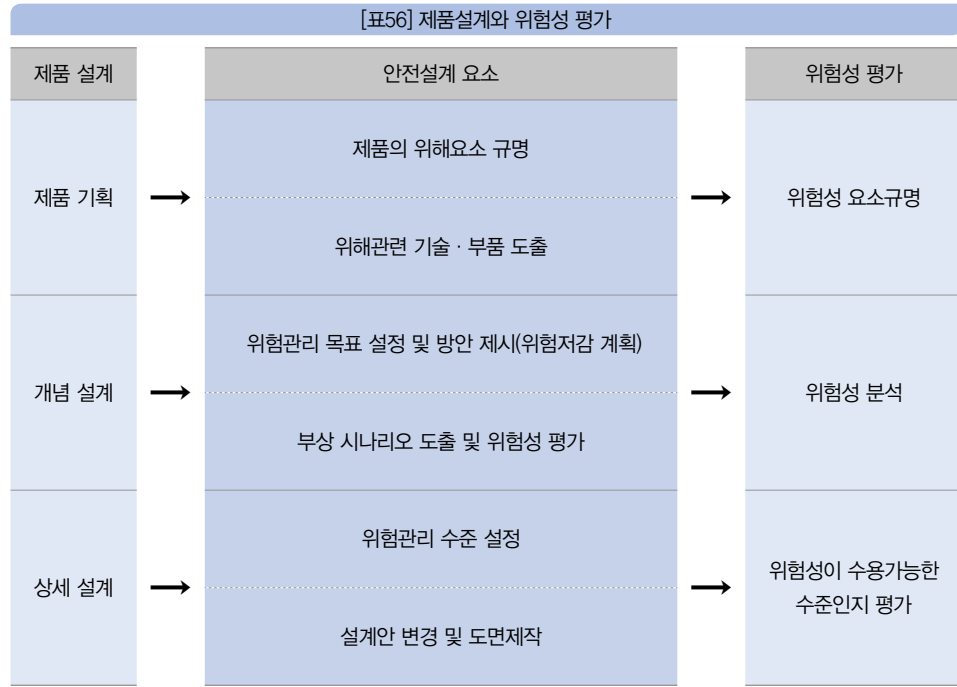 [표56] 제품설계와 위험성 평가
제품 설계
안전설계 요소
위험성 평가
제품 기획
제품의 위해요소 규명
위해관련 기술 · 부품 도출
위험성 요소규명
개념 설계
위험관리 목표 설정 및 방안 제시(위험저감 계획)
부상 시나리오 도출 및 위험성 평가
위험성 분석
상세 설계
위험관리 수준 설정
설계안 변경 및 도면제작
위험성이 수용가능한
수준인지 평가